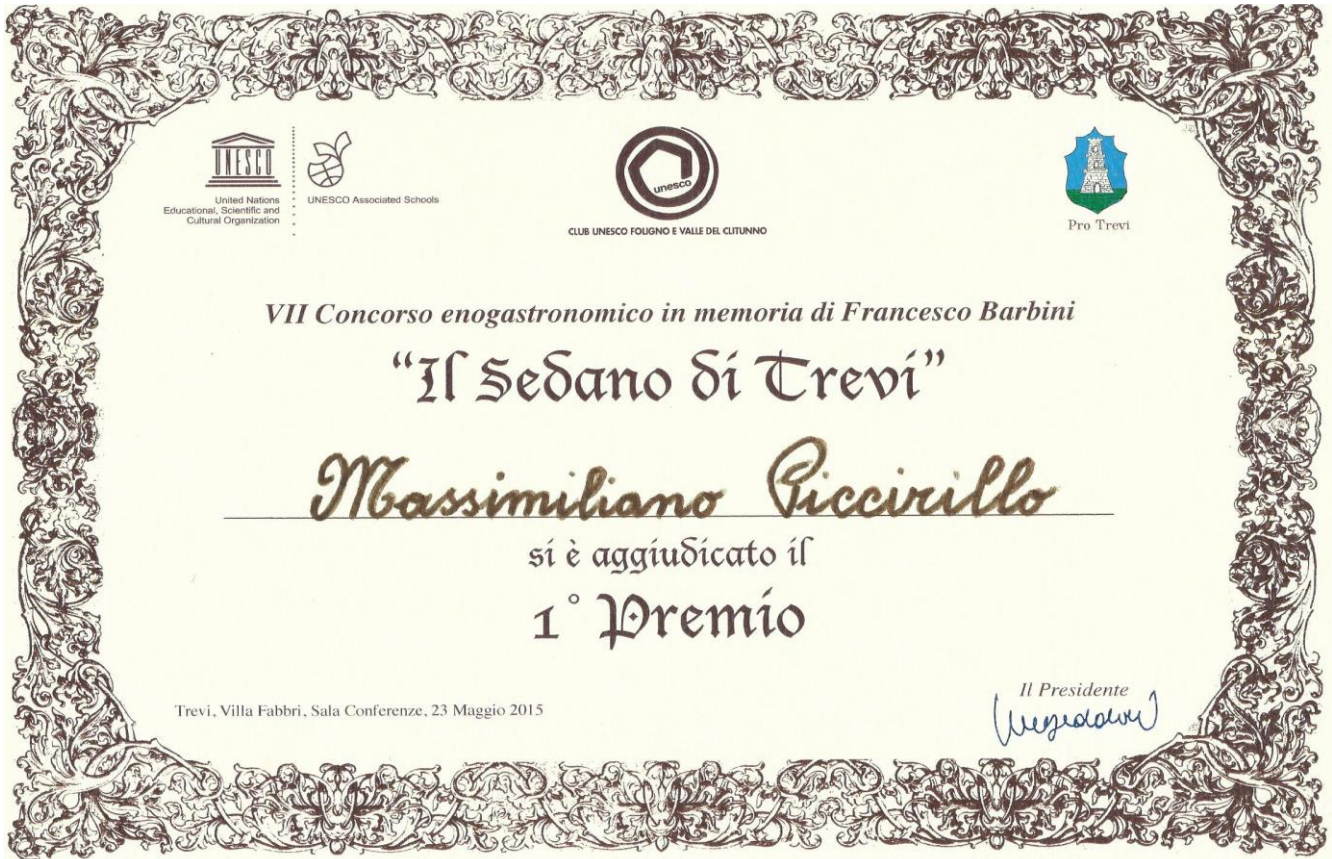 UNESCO
United Nations
Educational, Scientific and
Cultural Organization
UNESCO Associated Schools
unesco
CLUB UNESCO FOLIGNO E VALLE DEL CLITUNNO
Pro Trevi
VII Concorso enogastronomico in memoria di Francesco Barbini
“Il Sedano di Trevi”
Massimiliano Piccirillo
si è aggiudicato il
1° Premio
Il Presidente
Trevi, Villa Fabbri, Sala Conferenze, 23 Maggio 2015